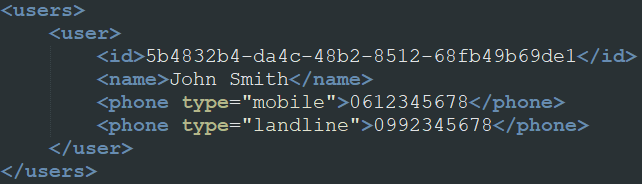 <users>
    <user>
        <id>5b4832b4-da4c-48b2-8512-68fb49b69de1</id>
        <name>John Smith</name>
        <phone type="mobile">0612345678</phone>
        <phone type="landline">0992345678</phone>
    </user>
</users>